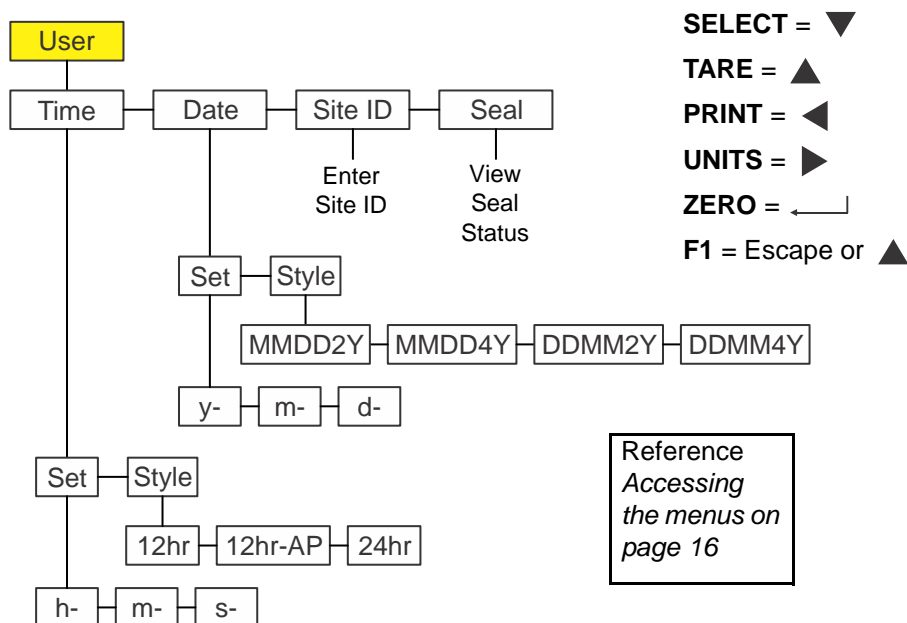 User
Time Date Site ID Seal
Enter
Site ID
View
Seal
Status
Set Style
MMDD2Y MMDD4Y DDMM2Y DDMM4Y
y- m- d-
Set Style
12hr 12hr-AP 24hr
h- m- s-
SELECT =
TARE =
PRINT =
UNITS =
ZERO =
F1 = Escape or
Reference
Accessing
the menus on
page 16